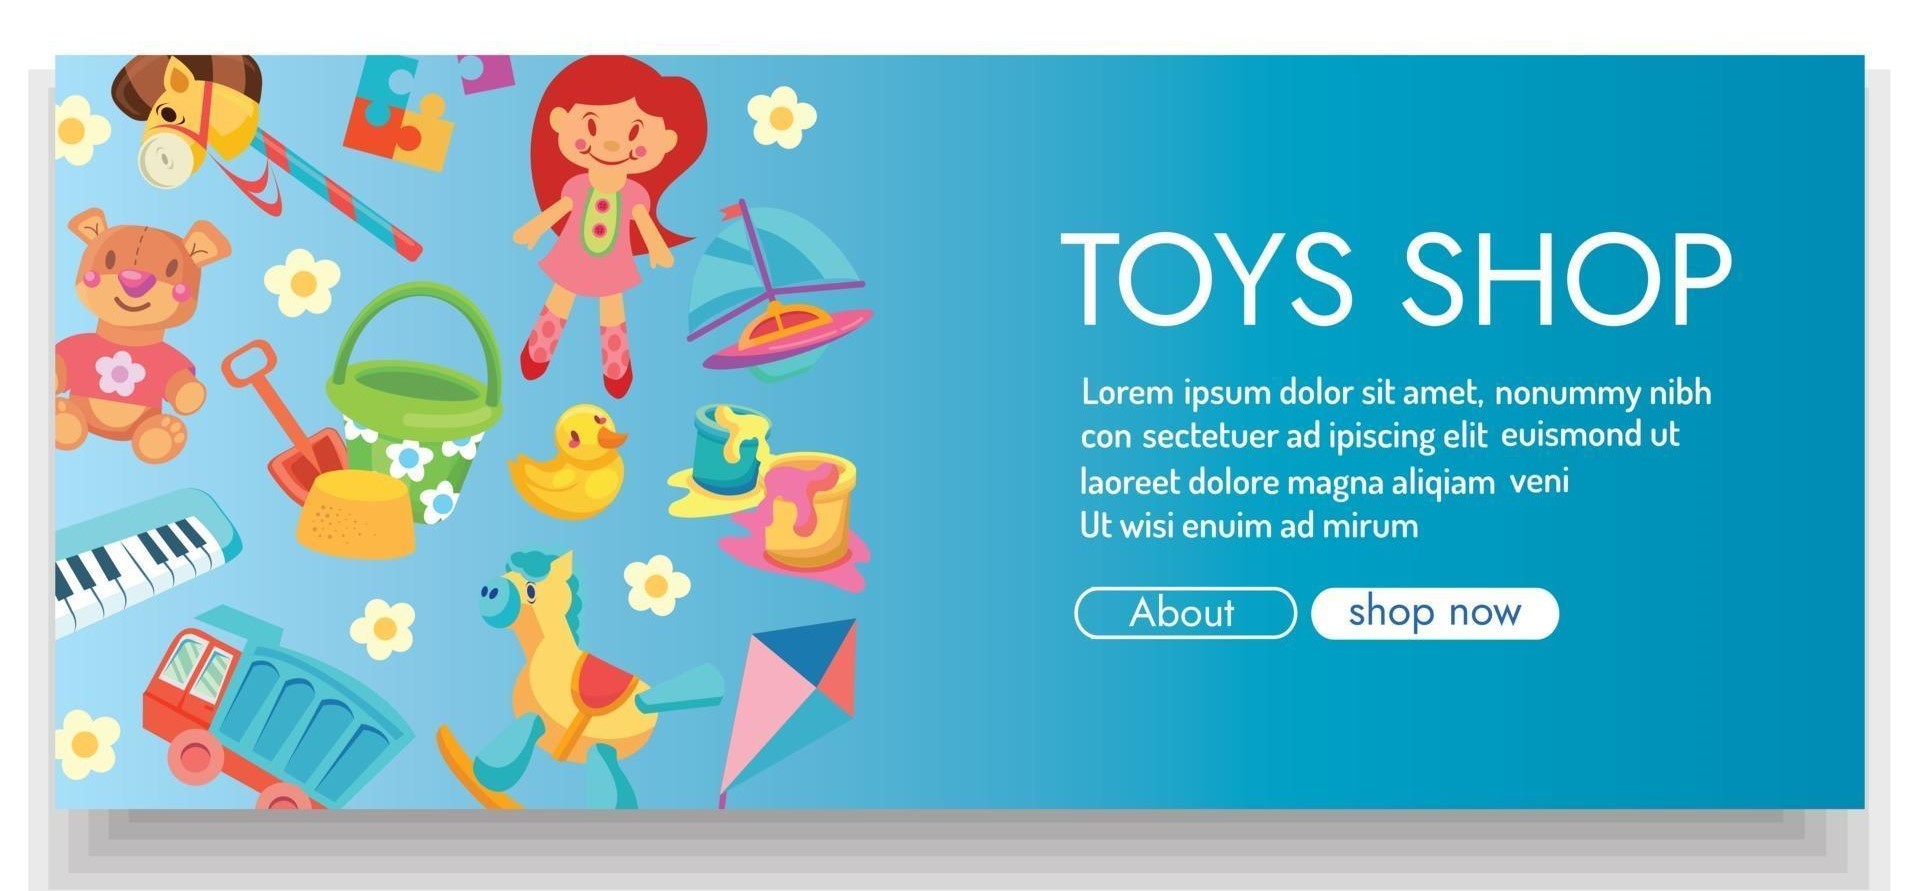 TOYS SHOP
Lorem ipsum dolor sit amet, nonummy nibh
con sectetuer ad ipiscing elit euismond ut
laoreet dolore magna aliqiam veni
Ut wisi enuim ad mirum
About
shop now